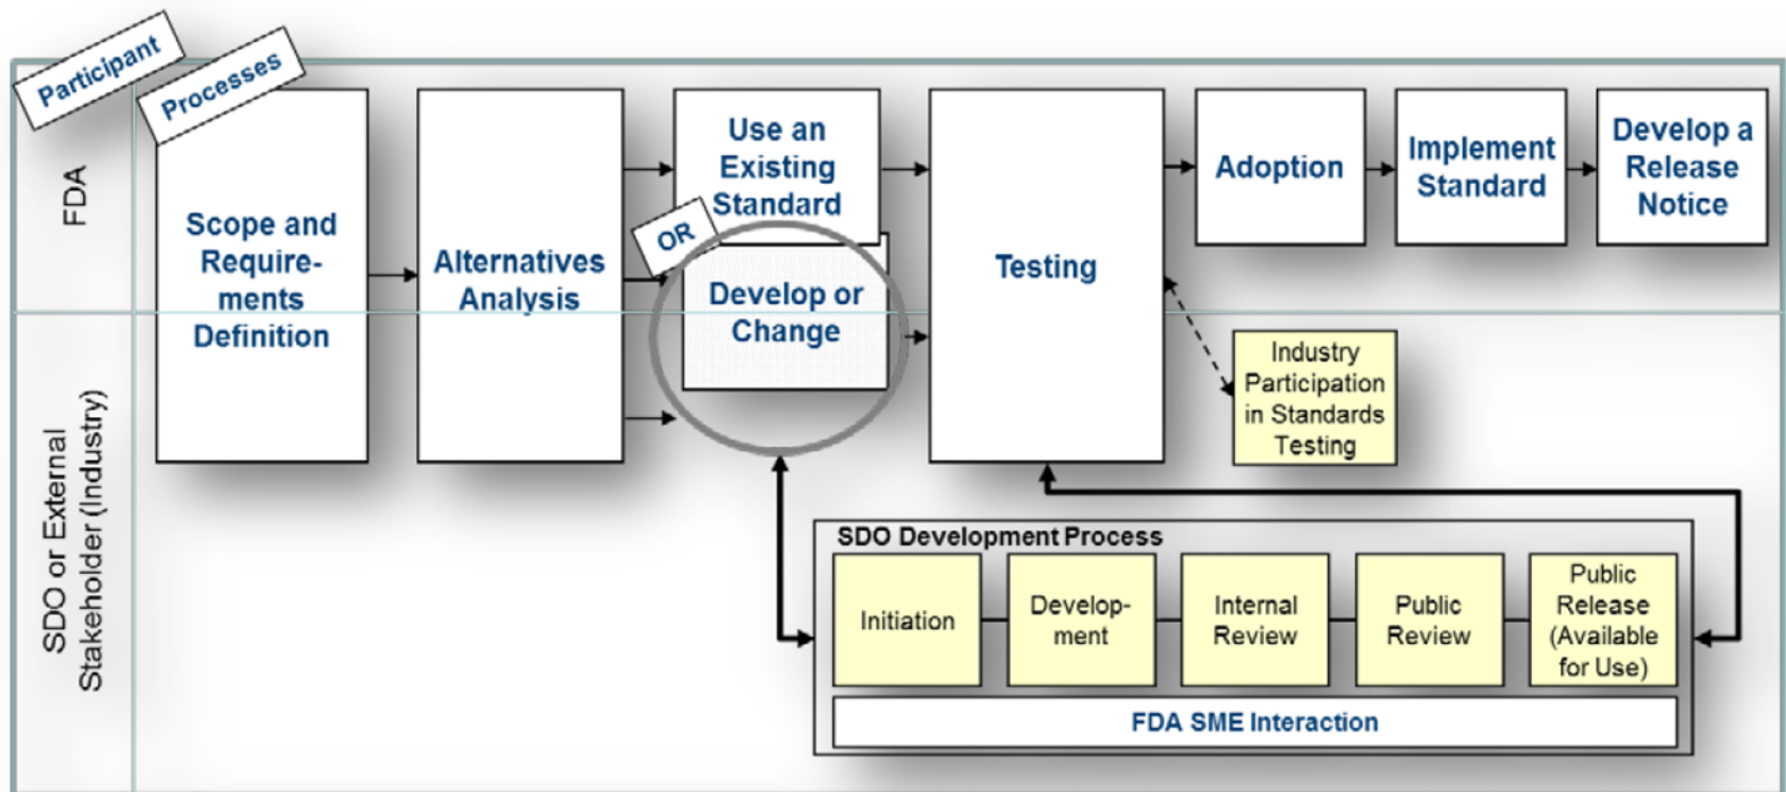 Participant
Processes
FDA
SDO or External
Stakeholder (Industry)
Scope and
Require-
ments
Definition
Alternatives
Analysis
OR
Use an
Existing
Standard
Develop or
Change
Testing
Adoption
Implement
Standard
Develop a
Release
Notice
Industry
Participation
in Standards
Testing
SDO Development Process
Initiation
Develop-
ment
Internal
Review
Public
Review
Public
Release
(Available
for Use)
FDA SME Interaction